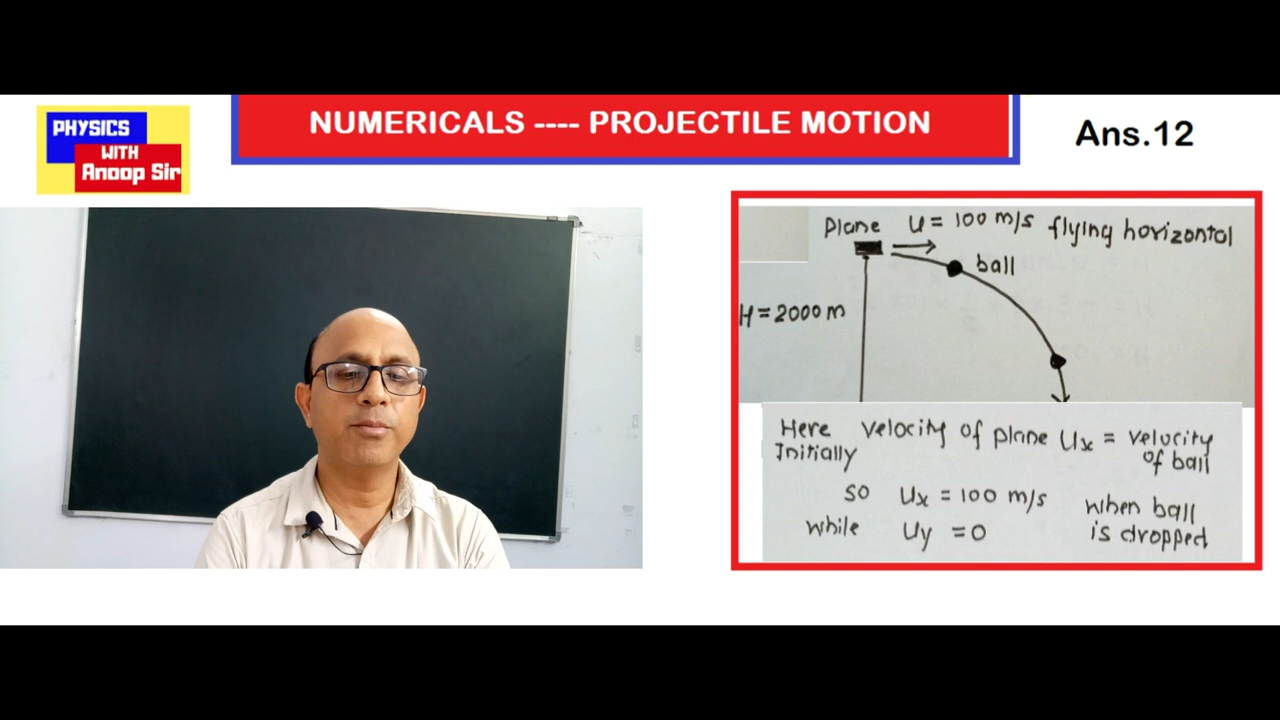 PHYSICS
WITH
Anoop Sir
NUMERICALS ---- PROJECTILE MOTION
Ans.12
Plane u = 100 m/s flying horizontal
ball
H = 2000 m
Here velocity of plane Ux = velocity
Initially of ball
so Ux = 100 m/s when ball
while Uy = 0 is dropped